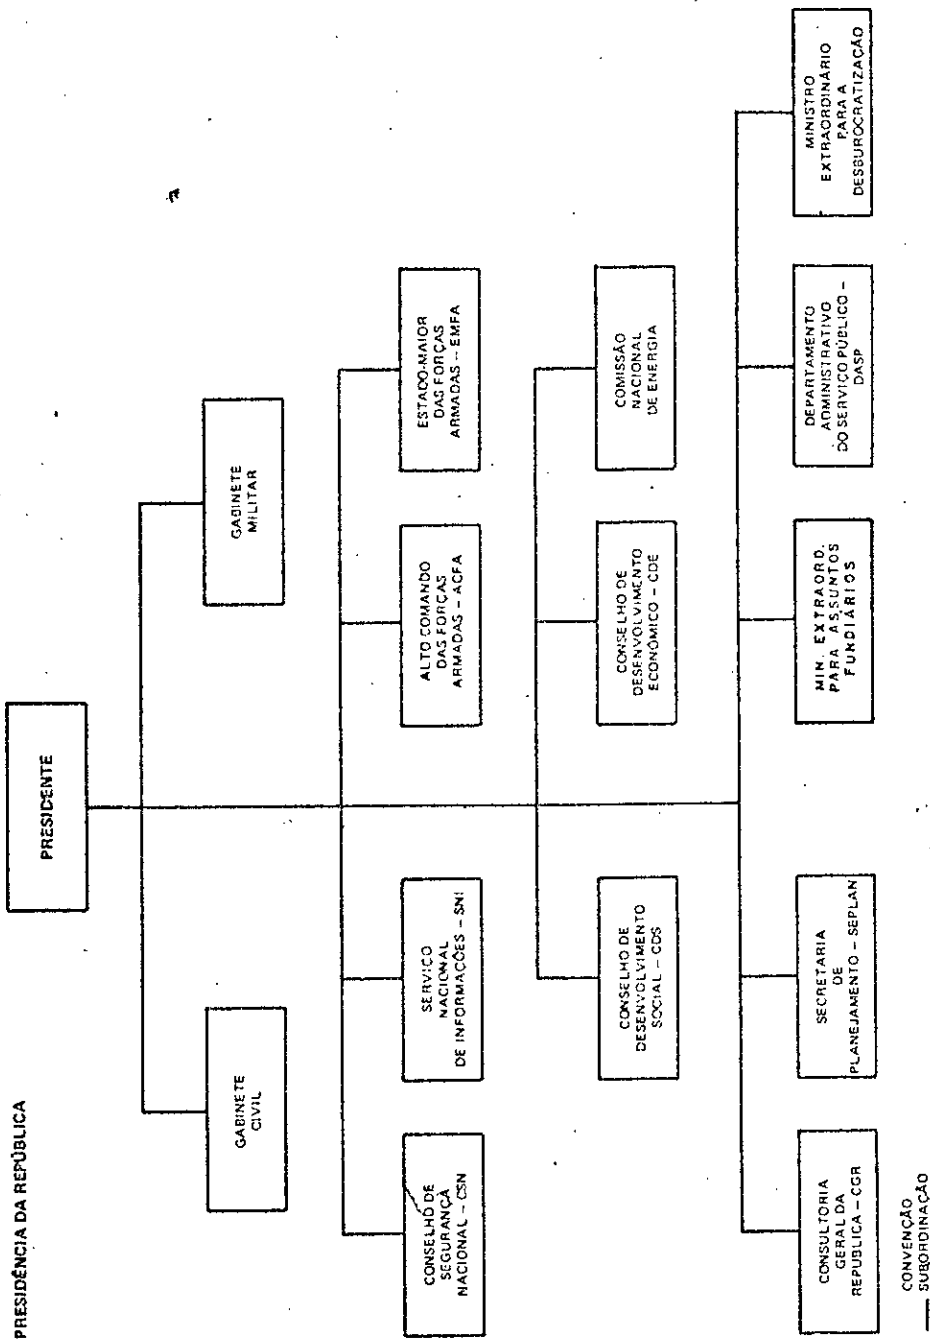 PRESIDÊNCIA DA REPÚBLICA
PRESIDENTE
GABINETE
CIVIL
GABINETE
MILITAR
CONSELHO DE
SEGURANÇA
NACIONAL – CSN
SERVIÇO
NACIONAL
DE INFORMAÇÕES – SNI
ALTO COMANDO
DAS FORÇAS
ARMADAS – ACFA
ESTADO-MAIOR
DAS FORÇAS
ARMADAS – EMFA
CONSELHO DE
DESENVOLVIMENTO
SOCIAL – CDS
CONSELHO DE
DESENVOLVIMENTO
ECONÔMICO – CDE
COMISSÃO
NACIONAL
DE ENERGIA
CONSULTORIA
GERAL DA
REPUBLICA – CGR
SECRETARIA
DE
PLANEJAMENTO – SEPLAN
MIN. EXTRAORD.
PARA ASSUNTOS
FUNDIÁRIOS
DEPARTAMENTO
ADMINISTRATIVO
DO SERVIÇO PÚBLICO –
DASP
MINISTRO
EXTRAORDINÁRIO
PARA A
DESBUROCRATIZAÇÃO
CONVENÇÃO
SUBORDINAÇÃO